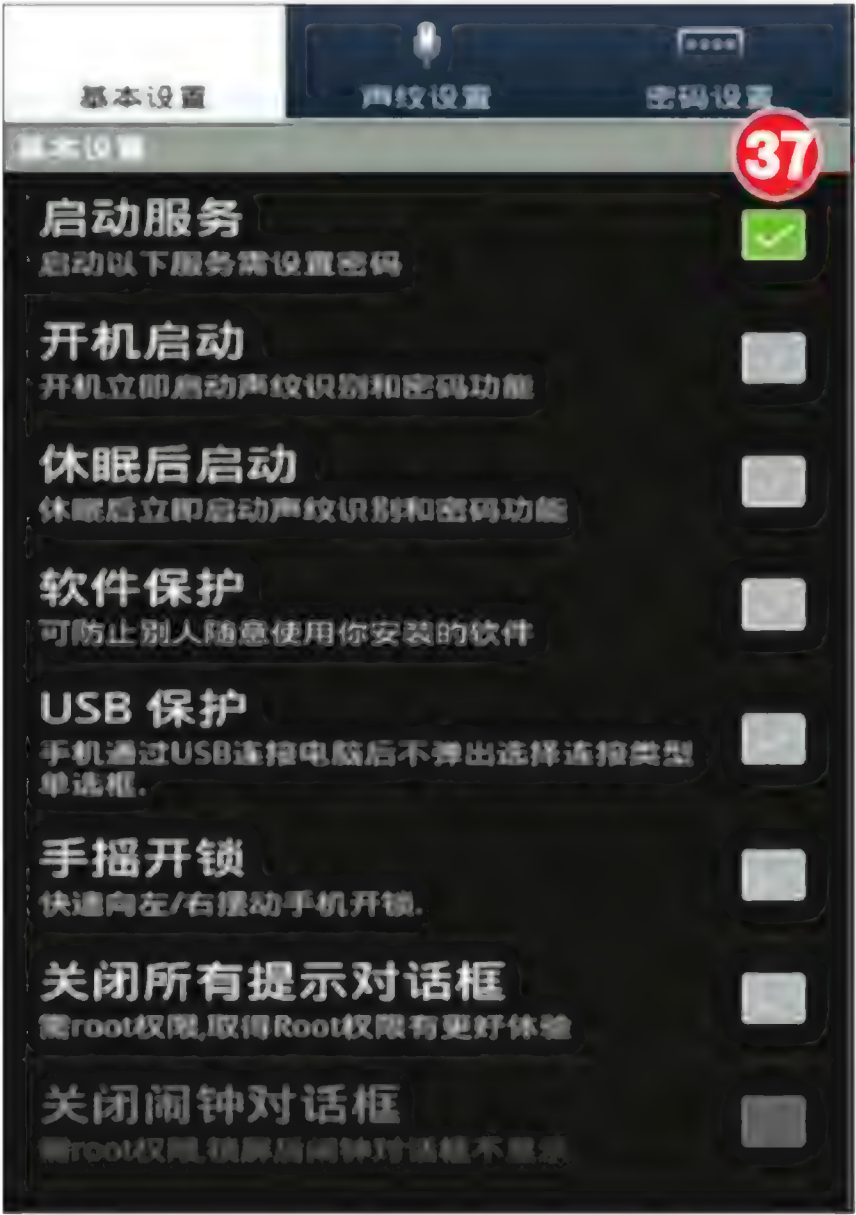 基本设置
声纹设置
密码设置
基本设置
37
启动服务
启动以下服务需设置密码
开机启动
开机立即启动声纹识别和密码功能
休眠后启动
休眠后立即启动声纹识别和密码功能
软件保护
可防止别人随意使用你安装的软件
USB 保护
手机通过USB连接电脑后不弹出选择连接类型
单选框.
手摇开锁
快速向左/右摆动手机开锁.
关闭所有提示对话框
需root权限,取得Root权限有更好体验
关闭闹钟对话框
需root权限,锁屏后闹钟对话框不显示